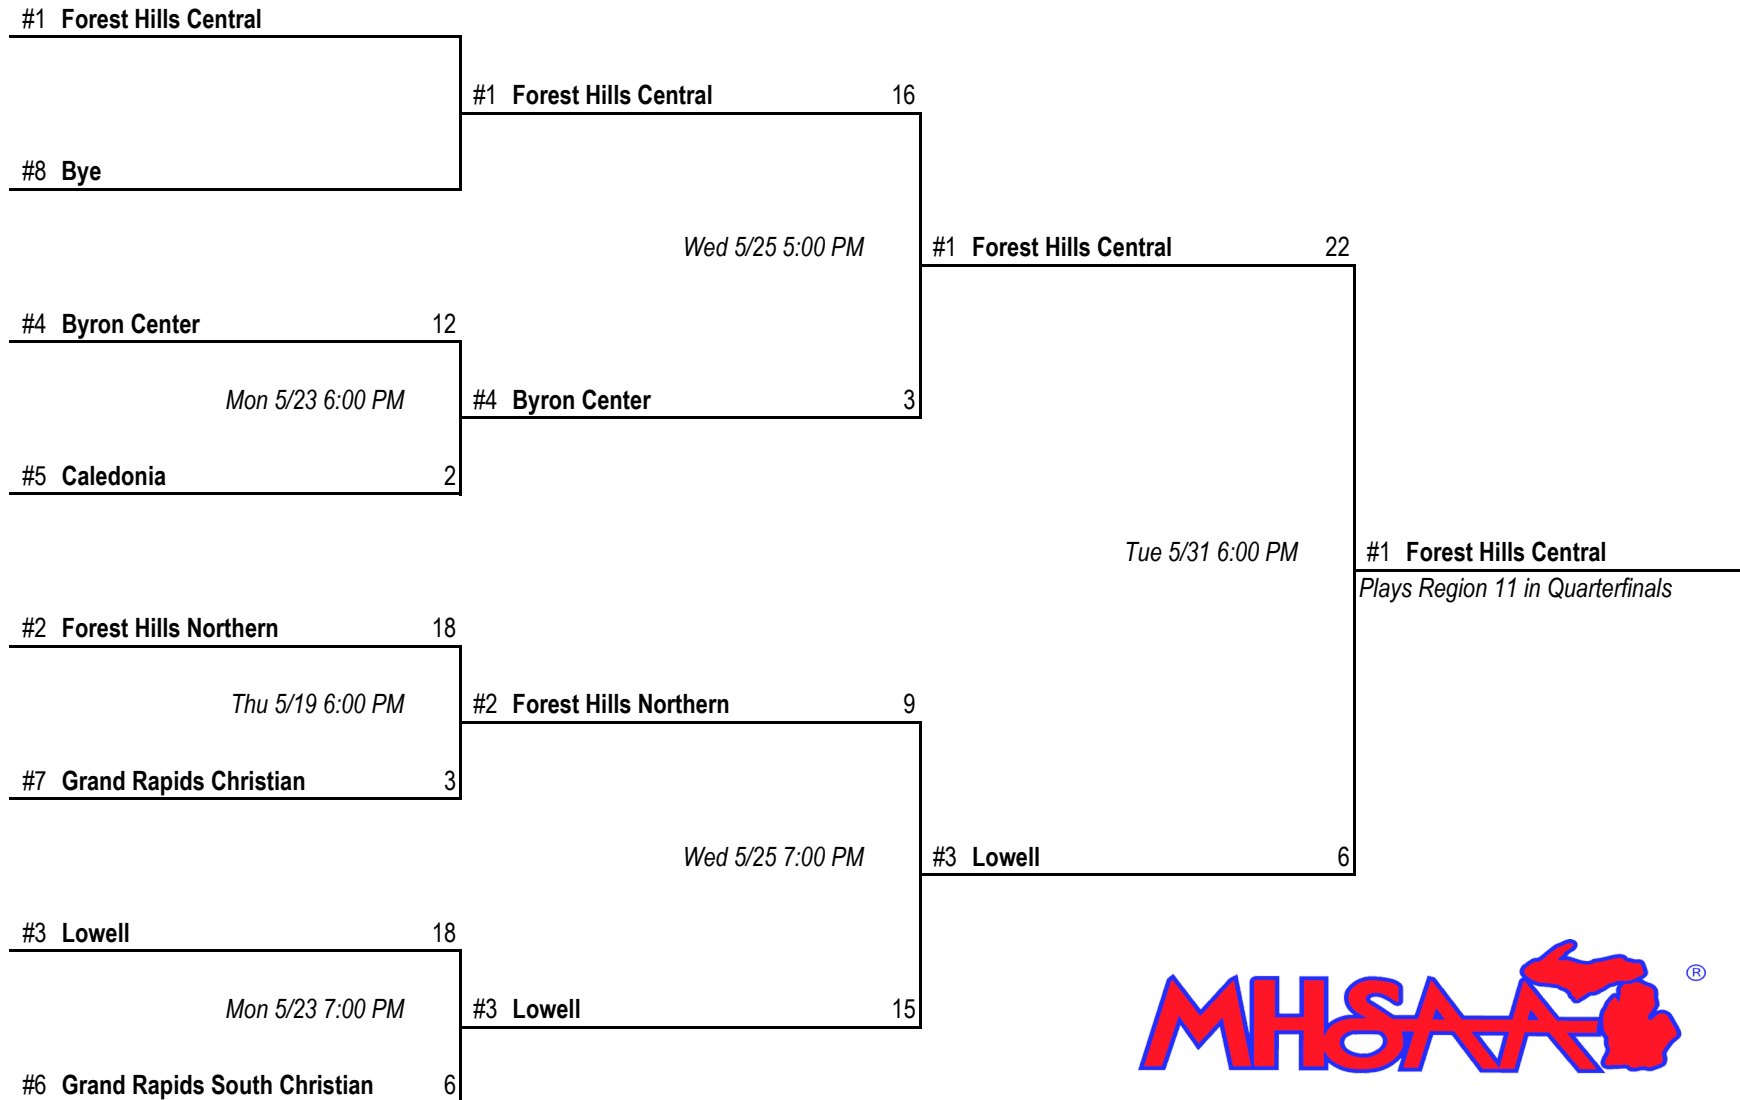 #1 Forest Hills Central
#1 Forest Hills Central 16
#8 Bye
Wed 5/25 5:00 PM
#1 Forest Hills Central 22
#4 Byron Center 12
Mon 5/23 6:00 PM
#4 Byron Center 3
#5 Caledonia 2
Tue 5/31 6:00 PM
#1 Forest Hills Central
Plays Region 11 in Quarterfinals
#2 Forest Hills Northern 18
Thu 5/19 6:00 PM
#2 Forest Hills Northern 9
#7 Grand Rapids Christian 3
Wed 5/25 7:00 PM
#3 Lowell 6
#3 Lowell 18
Mon 5/23 7:00 PM
#3 Lowell 15
#6 Grand Rapids South Christian 6
MHSAA ®